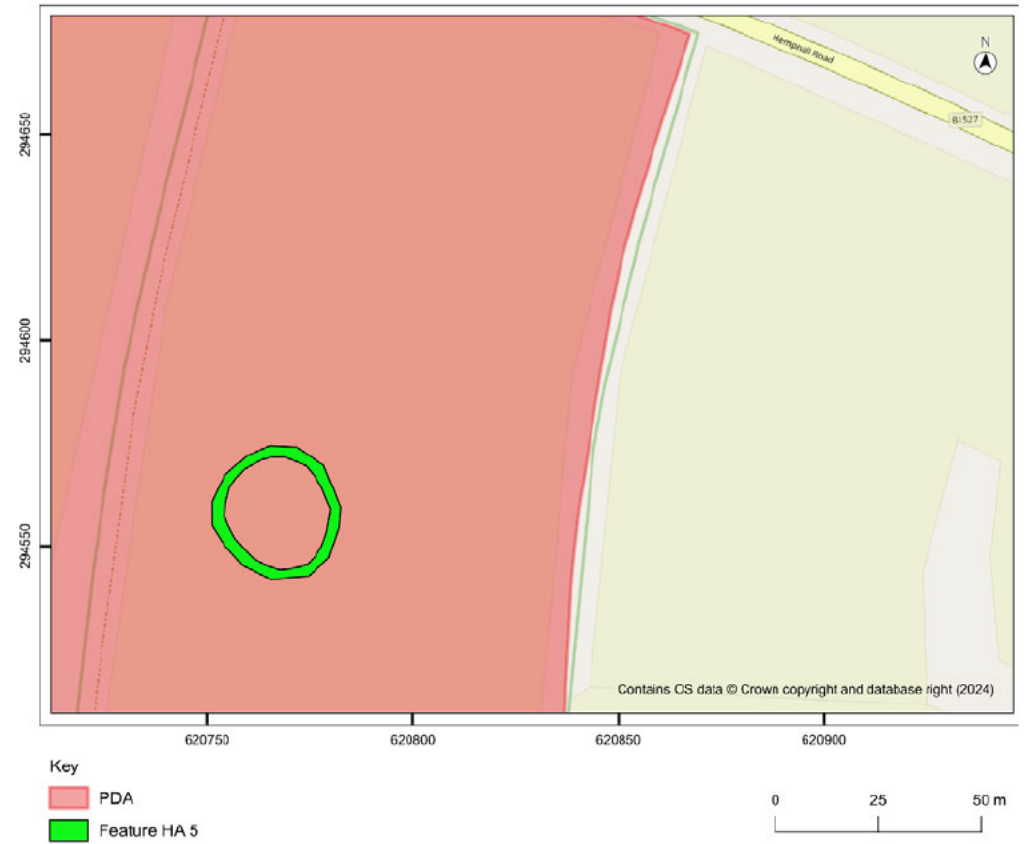 N
Hempnall Road
B1527
294650
294600
294550
Contains OS data © Crown copyright and database right (2024)
620750
620800
620850
620900
Key
PDA
Feature HA 5
0 25 50 m